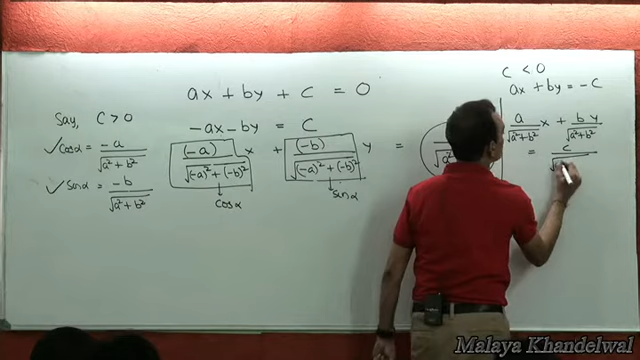 ax + by + c = 0
Say, c > 0
-ax - by = c
(-a)/√(-a)²+(-b)² x + (-b)/√(-a)²+(-b)² y =
cosα sinα
✓ cosα = -a/√a²+b²
✓ sinα = -b/√a²+b²
c < 0
ax + by = -c
a/√a²+b² x + b y/√a²+b²
= c/√
Malaya Khandelwal